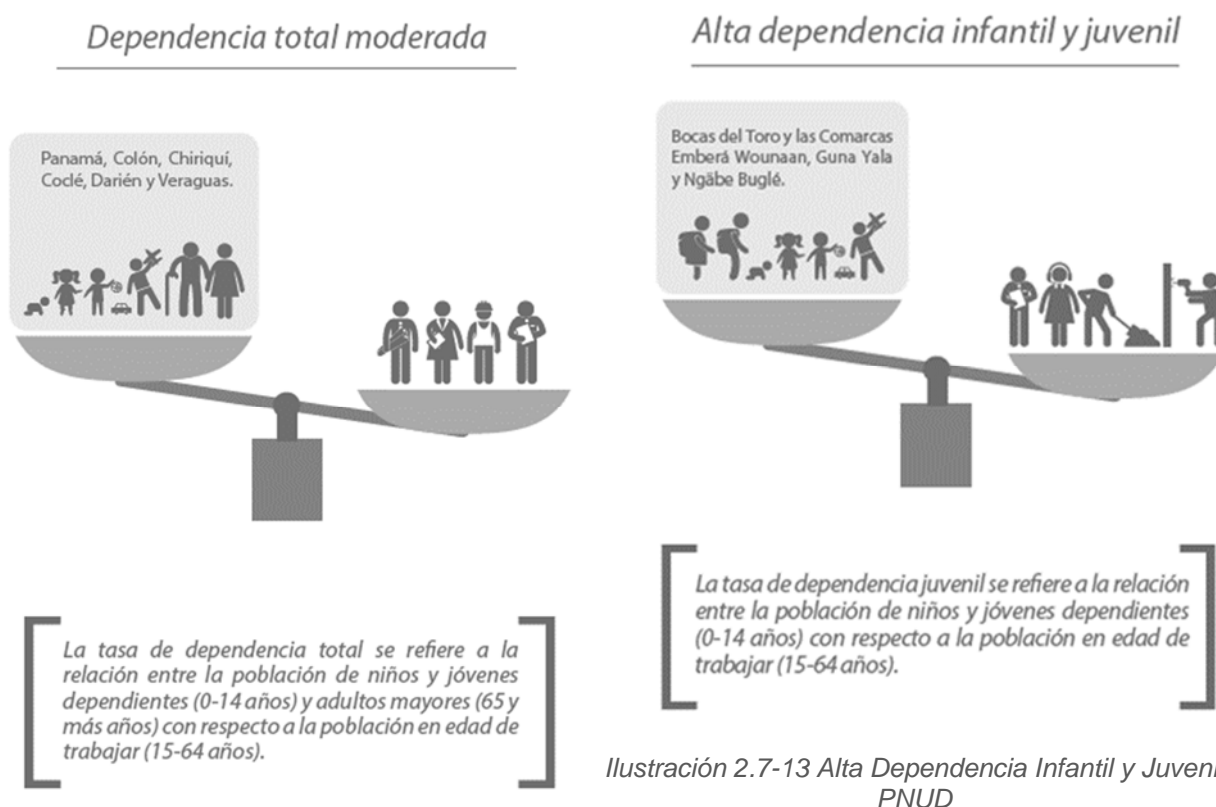 Dependencia total moderada
Panamá, Colón, Chiriquí,
Coclé, Darién y Veraguas.
La tasa de dependencia total se refiere a la
relación entre la población de niños y jóvenes
dependientes (0-14 años) y adultos mayores (65 y
más años) con respecto a la población en edad de
trabajar (15-64 años).
Alta dependencia infantil y juvenil
Bocas del Toro y las Comarcas
Emberá Wounaan, Guna Yala
y Ngäbe Buglé.
La tasa de dependencia juvenil se refiere a la relación
entre la población de niños y jóvenes dependientes
(0-14 años) con respecto a la población en edad de
trabajar (15-64 años).
Ilustración 2.7-13 Alta Dependencia Infantil y Juveni
PNUD